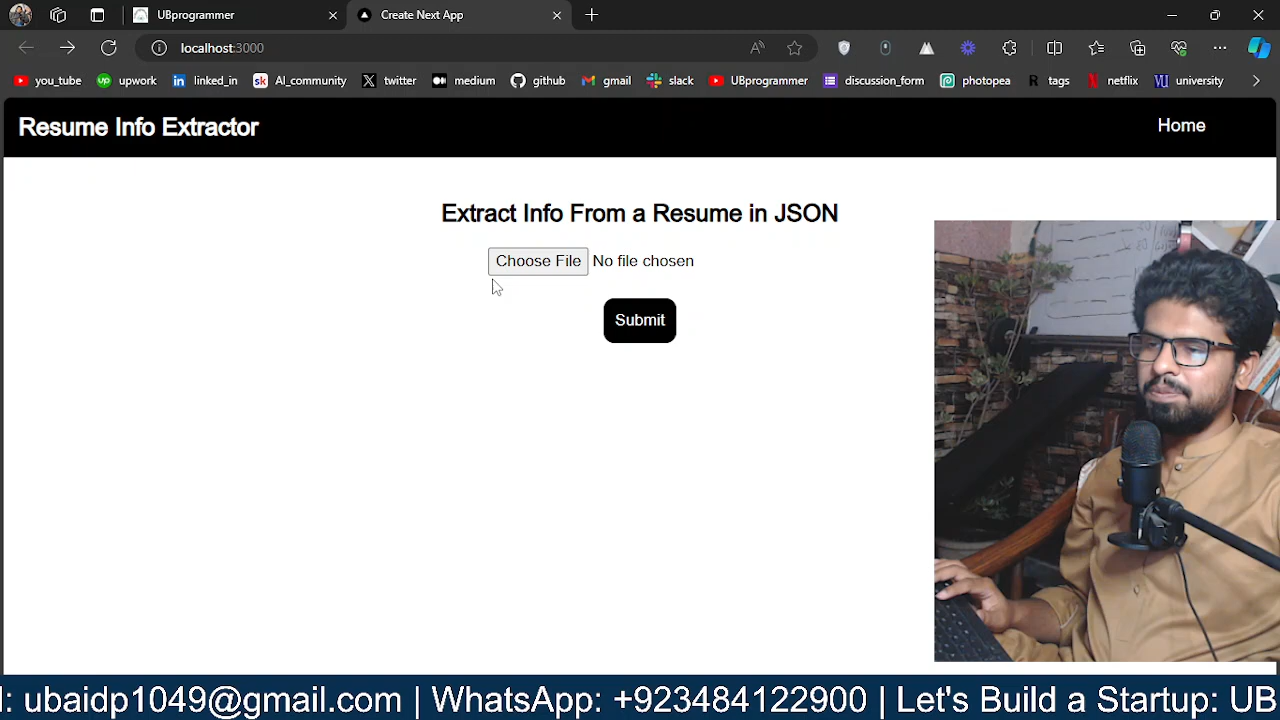 UBprogrammer
Create Next App
localhost:3000
you_tube
upwork
linked_in
AI_community
twitter
medium
github
gmail
slack
UBprogrammer
discussion_form
photopea
tags
netflix
university
Resume Info Extractor
Home
Extract Info From a Resume in JSON
Choose File No file chosen
Submit
l: ubaidp1049@gmail.com | WhatsApp: +923484122900 | Let's Build a Startup: UB